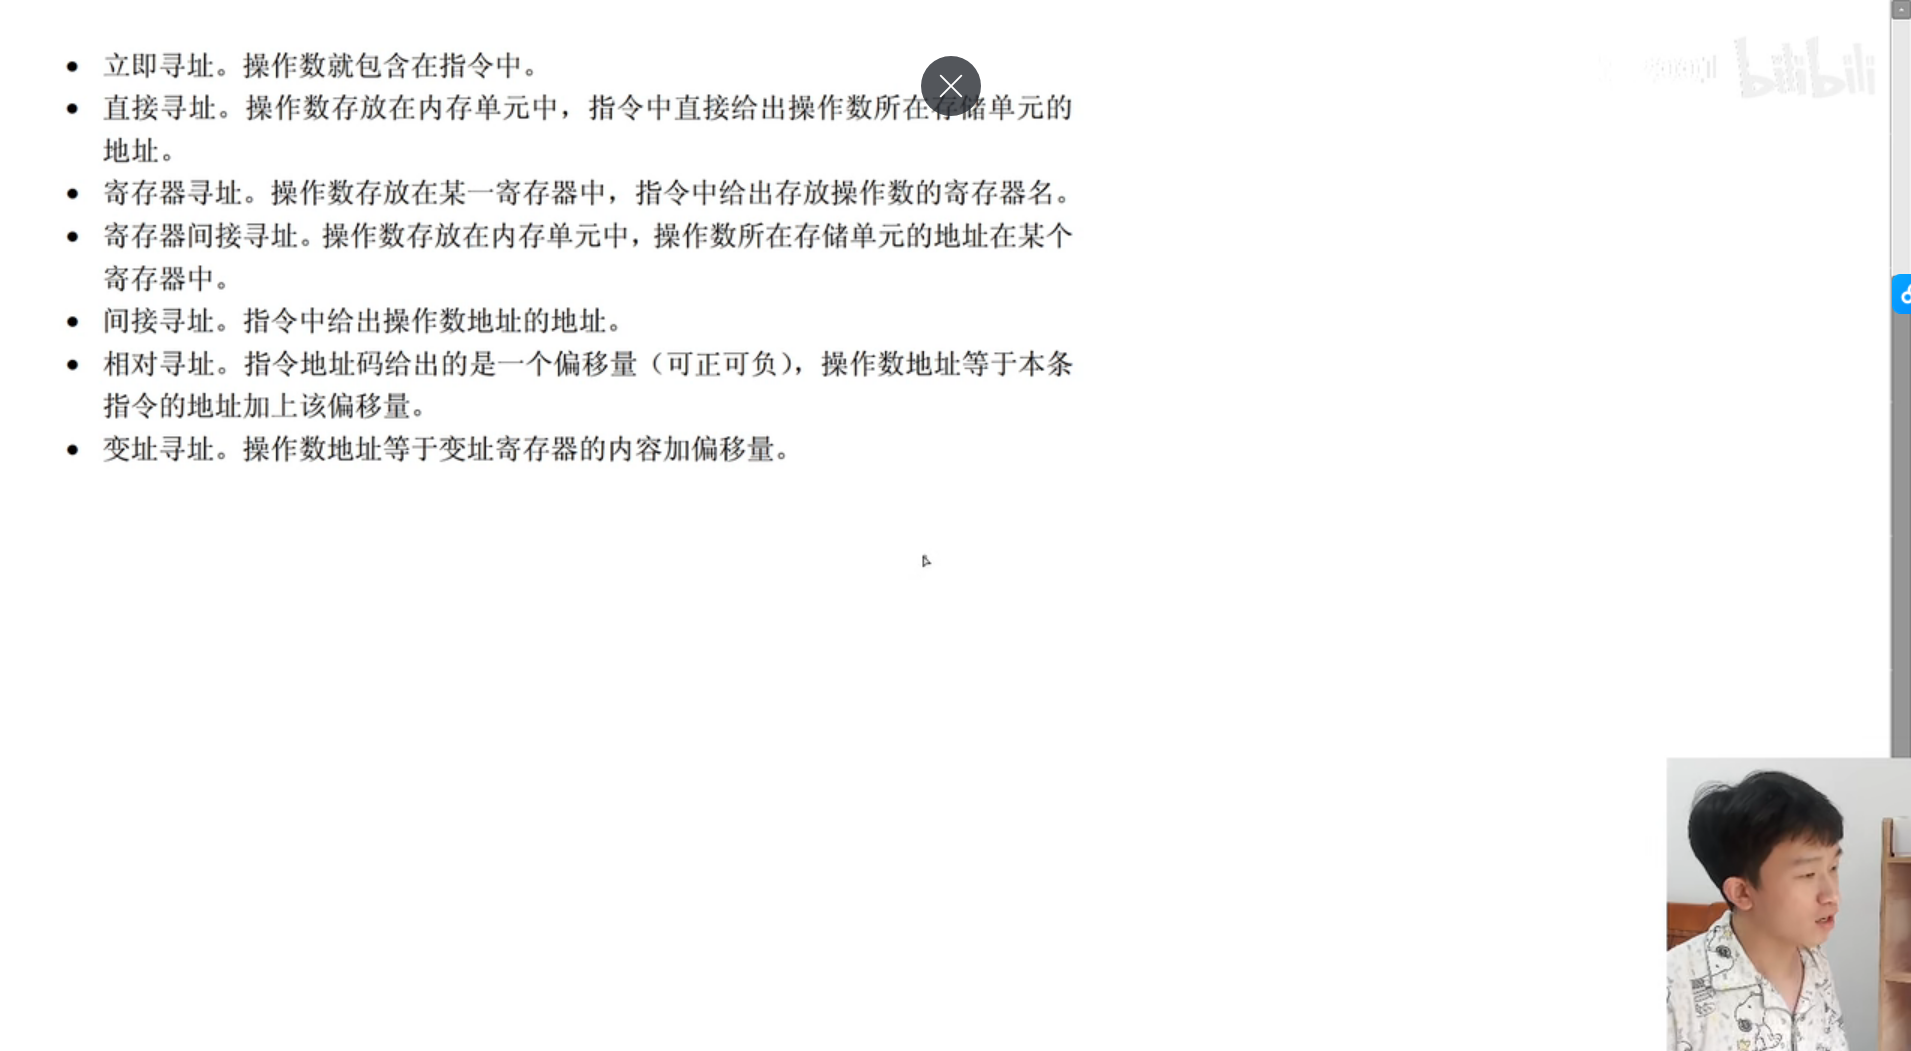 立即寻址。操作数就包含在指令中。
直接寻址。操作数存放在内存单元中，指令中直接给出操作数所在存储单元的
地址。
寄存器寻址。操作数存放在某一寄存器中，指令中给出存放操作数的寄存器名。
寄存器间接寻址。操作数存放在内存单元中，操作数所在存储单元的地址在某个
寄存器中。
间接寻址。指令中给出操作数地址的地址。
相对寻址。指令地址码给出的是一个偏移量（可正可负），操作数地址等于本条
指令的地址加上该偏移量。
变址寻址。操作数地址等于变址寄存器的内容加偏移量。
bilibili